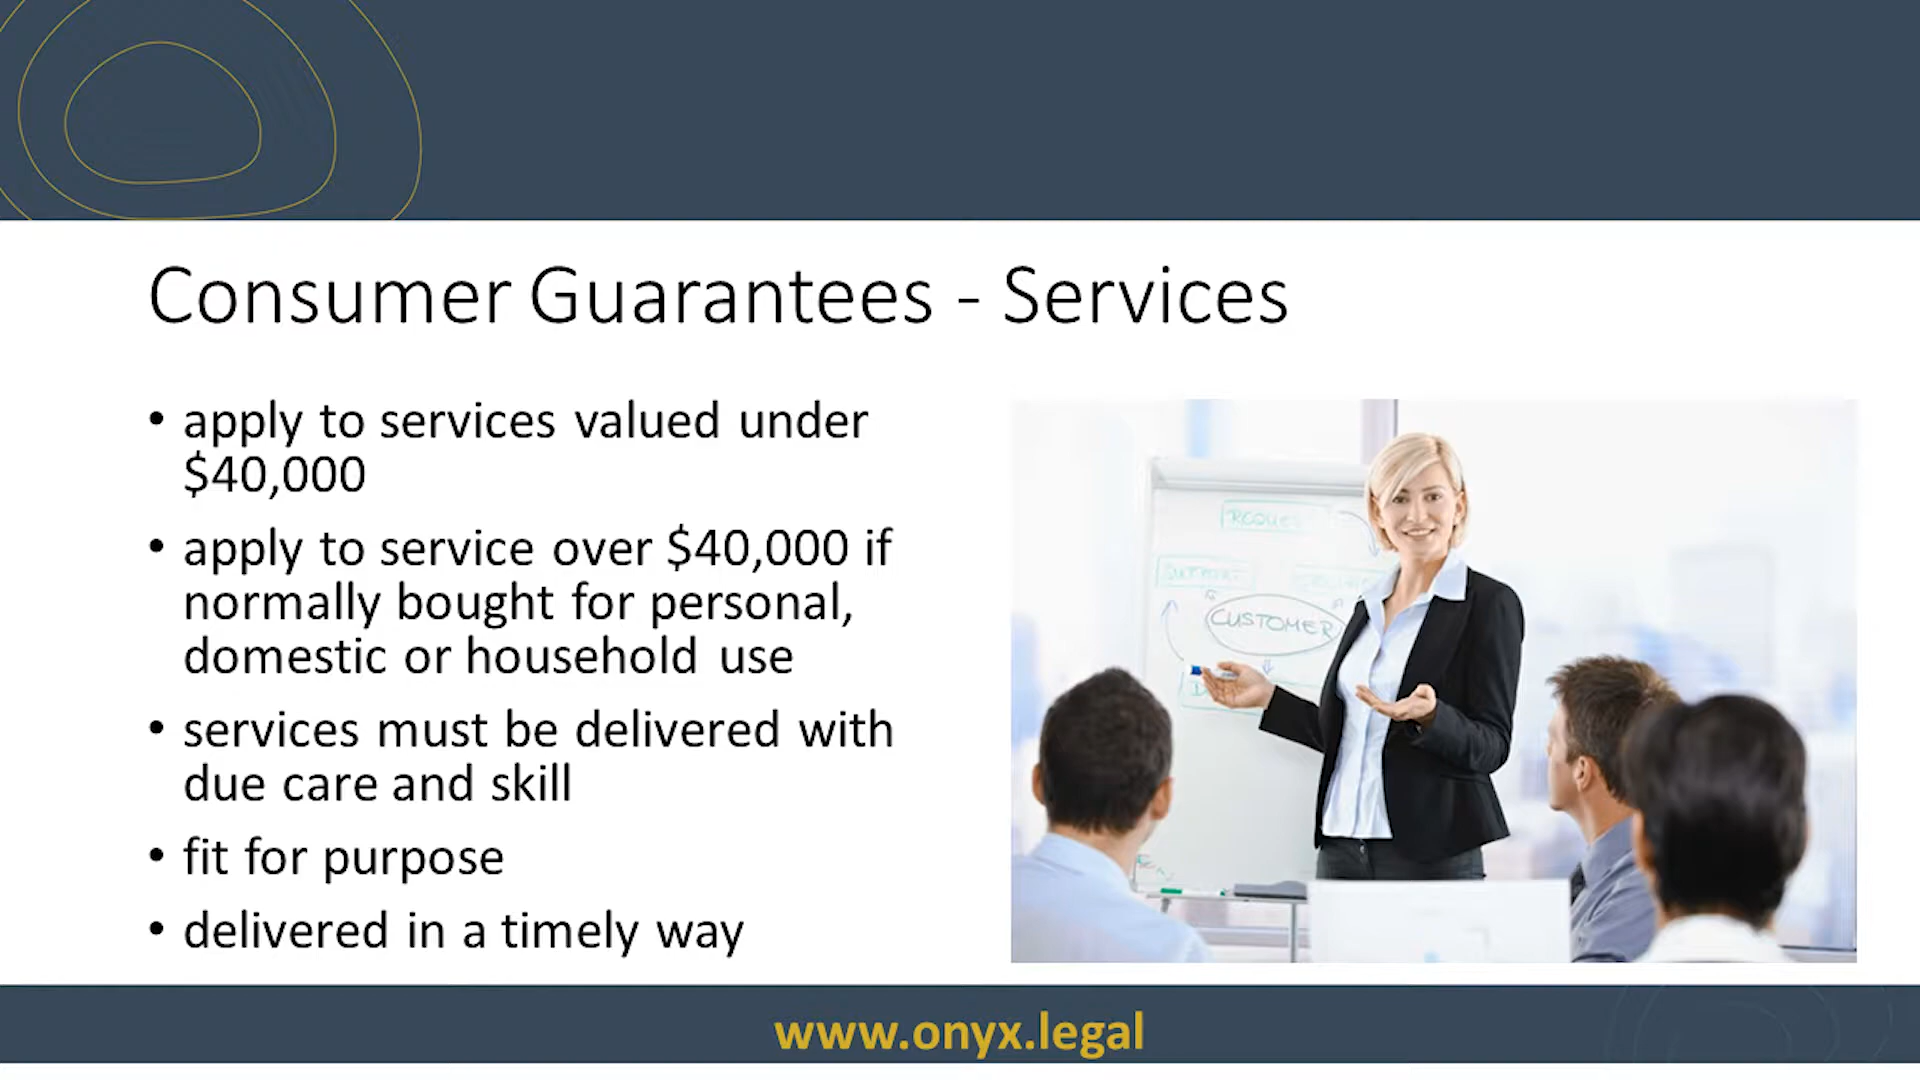 Consumer Guarantees - Services
• apply to services valued under
$40,000
• apply to service over $40,000 if
normally bought for personal,
domestic or household use
• services must be delivered with
due care and skill
• fit for purpose
• delivered in a timely way
CUSTOMER
www.onyx.legal